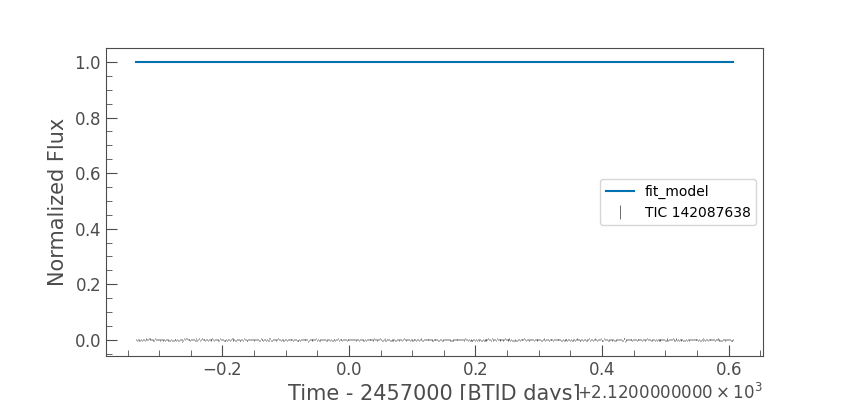 1.0
0.8
0.6
0.4
0.2
0.0
Normalized Flux
fit_model
TIC 142087638
−0.2 0.0 0.2 0.4 0.6
Time - 2457000 [BTJD days]
+2.1200000000 × 10³